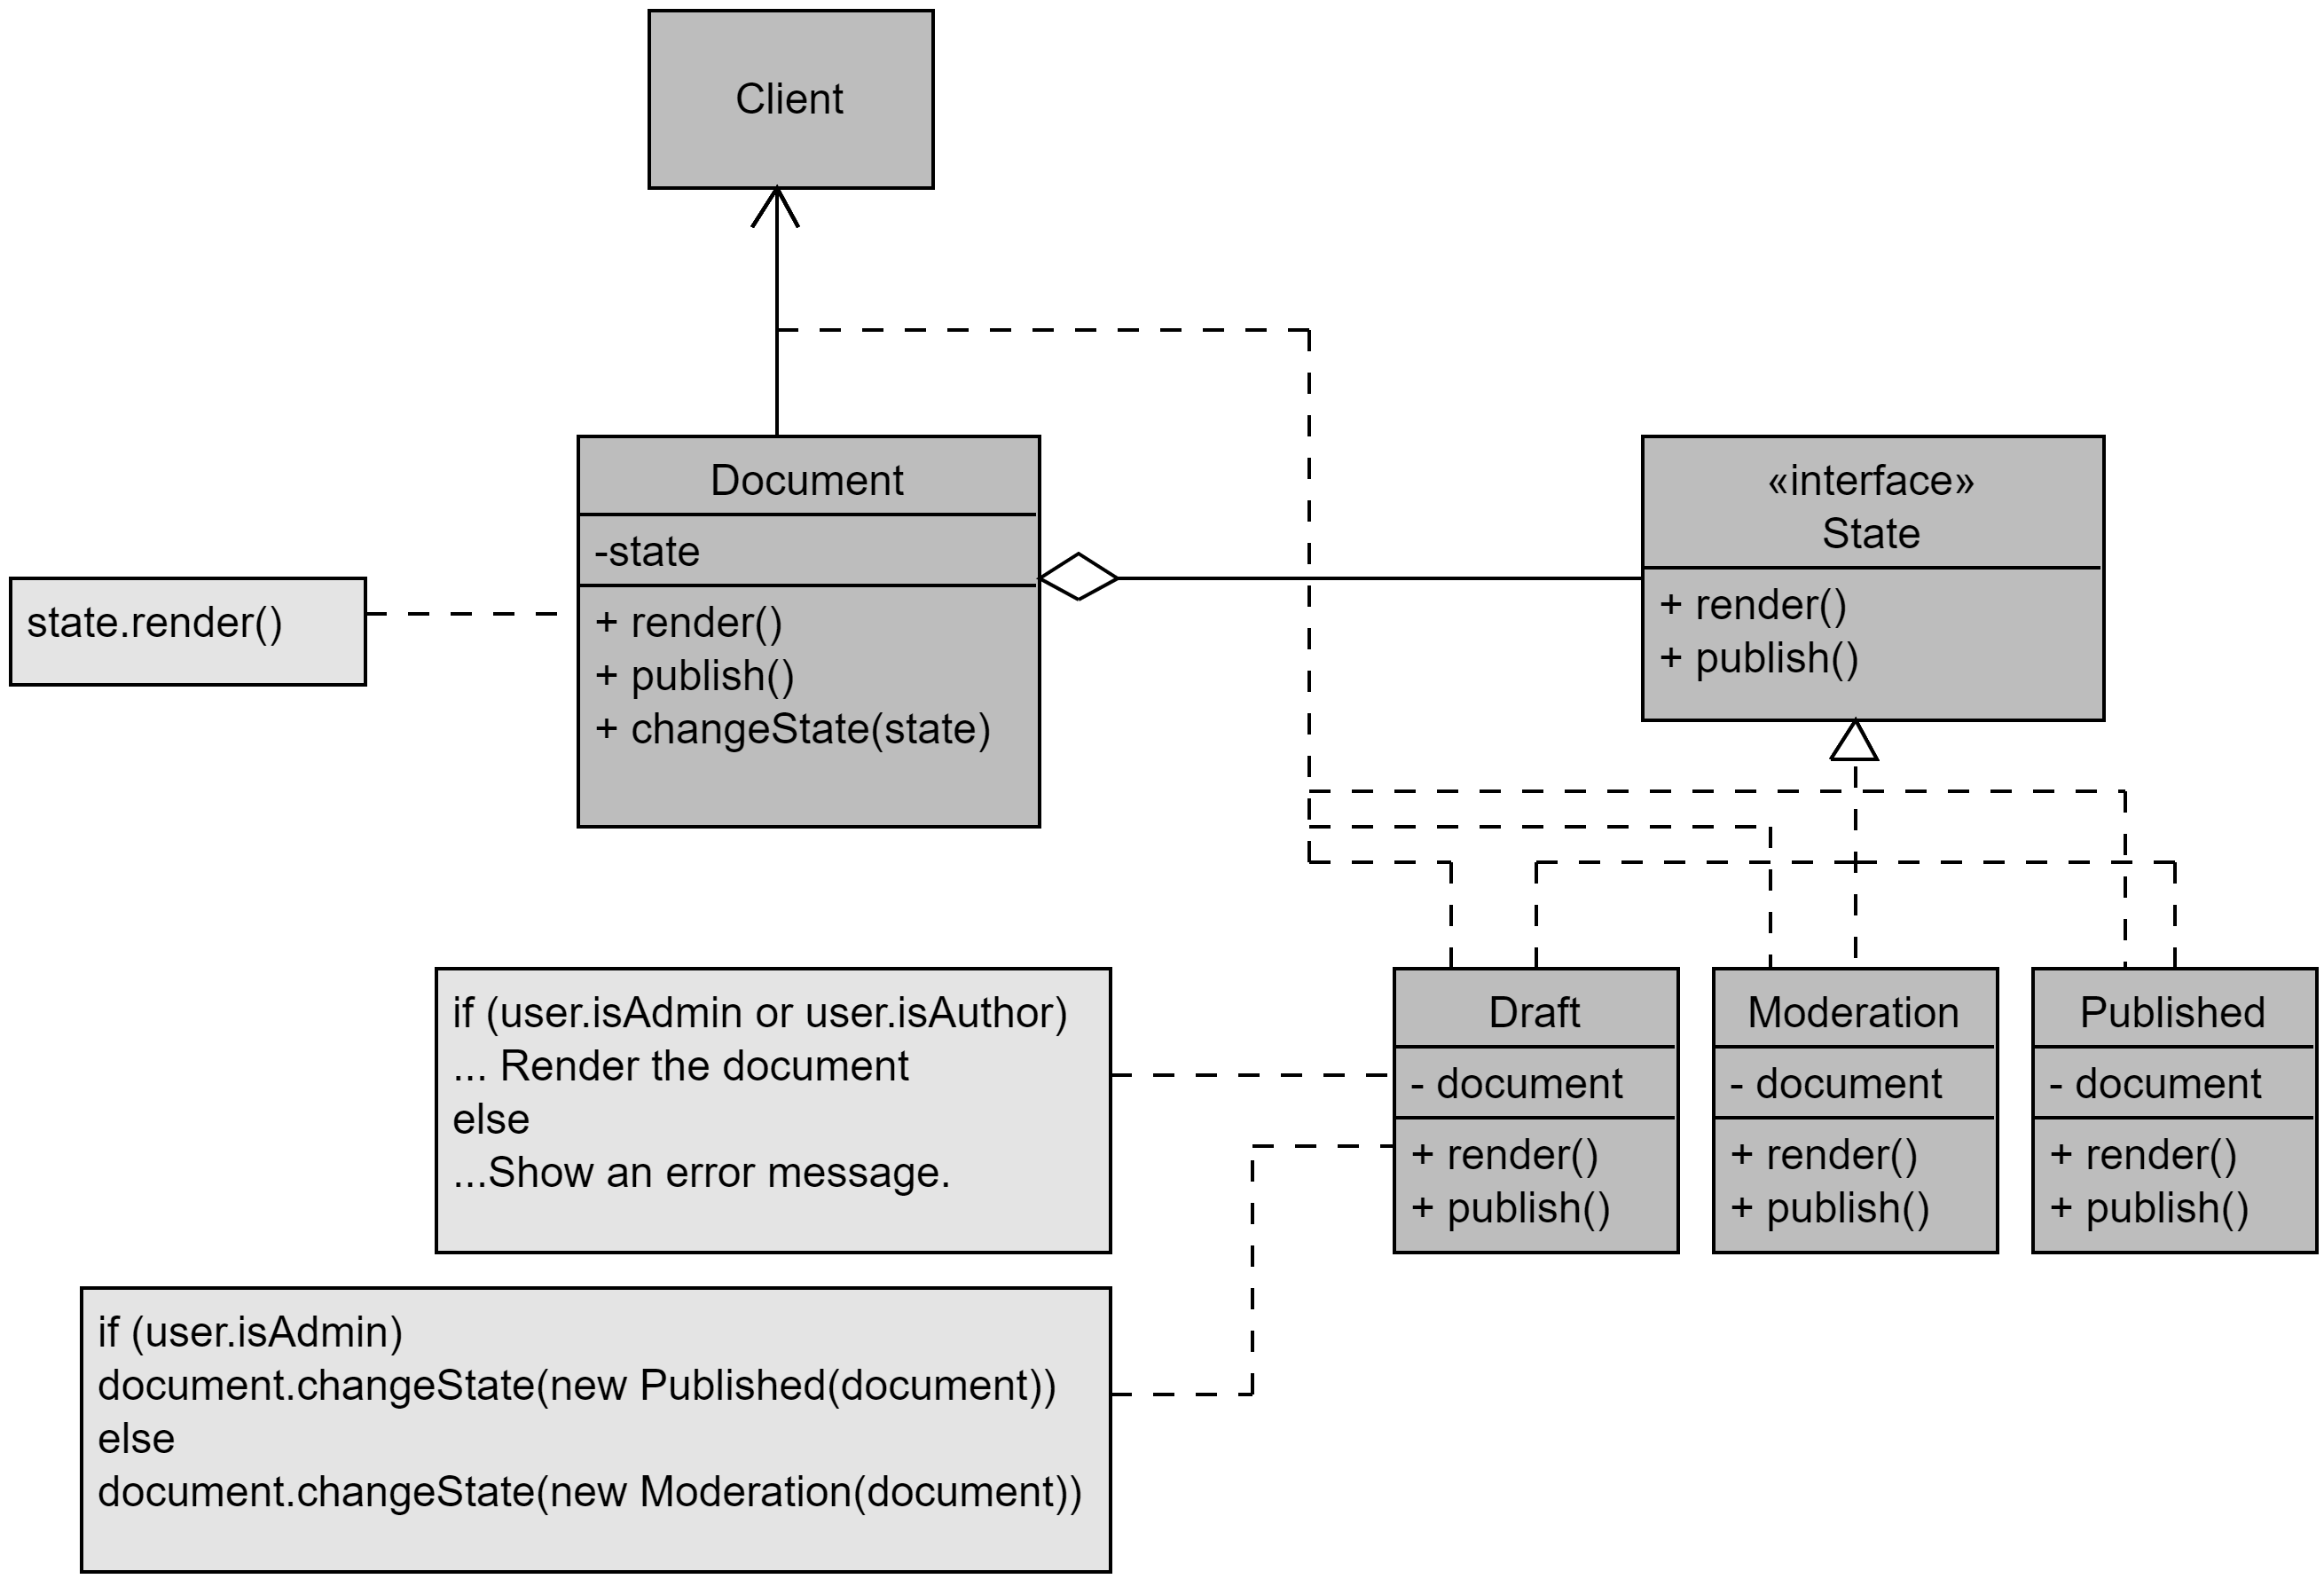 Client
Document
-state
+ render()
+ publish()
+ changeState(state)
«interface»
State
+ render()
+ publish()
state.render()
if (user.isAdmin or user.isAuthor)
... Render the document
else
...Show an error message.
Draft
- document
+ render()
+ publish()
Moderation
- document
+ render()
+ publish()
Published
- document
+ render()
+ publish()
if (user.isAdmin)
document.changeState(new Published(document))
else
document.changeState(new Moderation(document))